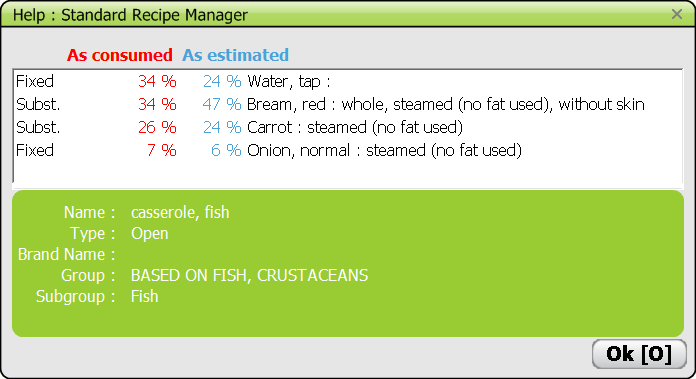 Help : Standard Recipe Manager
As consumed As estimated
Fixed 34 % 24 % Water, tap :
Subst. 34 % 47 % Bream, red : whole, steamed (no fat used), without skin
Subst. 26 % 24 % Carrot : steamed (no fat used)
Fixed 7 % 6 % Onion, normal : steamed (no fat used)
Name : casserole, fish
Type : Open
Brand Name :
Group : BASED ON FISH, CRUSTACEANS
Subgroup : Fish
Ok [O]